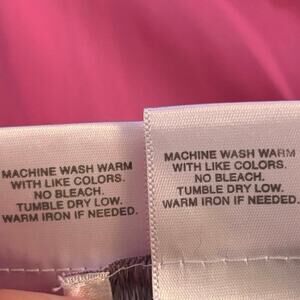 MACHINE WASH WARM
WITH LIKE COLORS.
NO BLEACH.
TUMBLE DRY LOW.
WARM IRON IF NEEDED.
MACHINE WASH WARM
WITH LIKE COLORS.
NO BLEACH.
TUMBLE DRY LOW.
WARM IRON IF NEEDED.